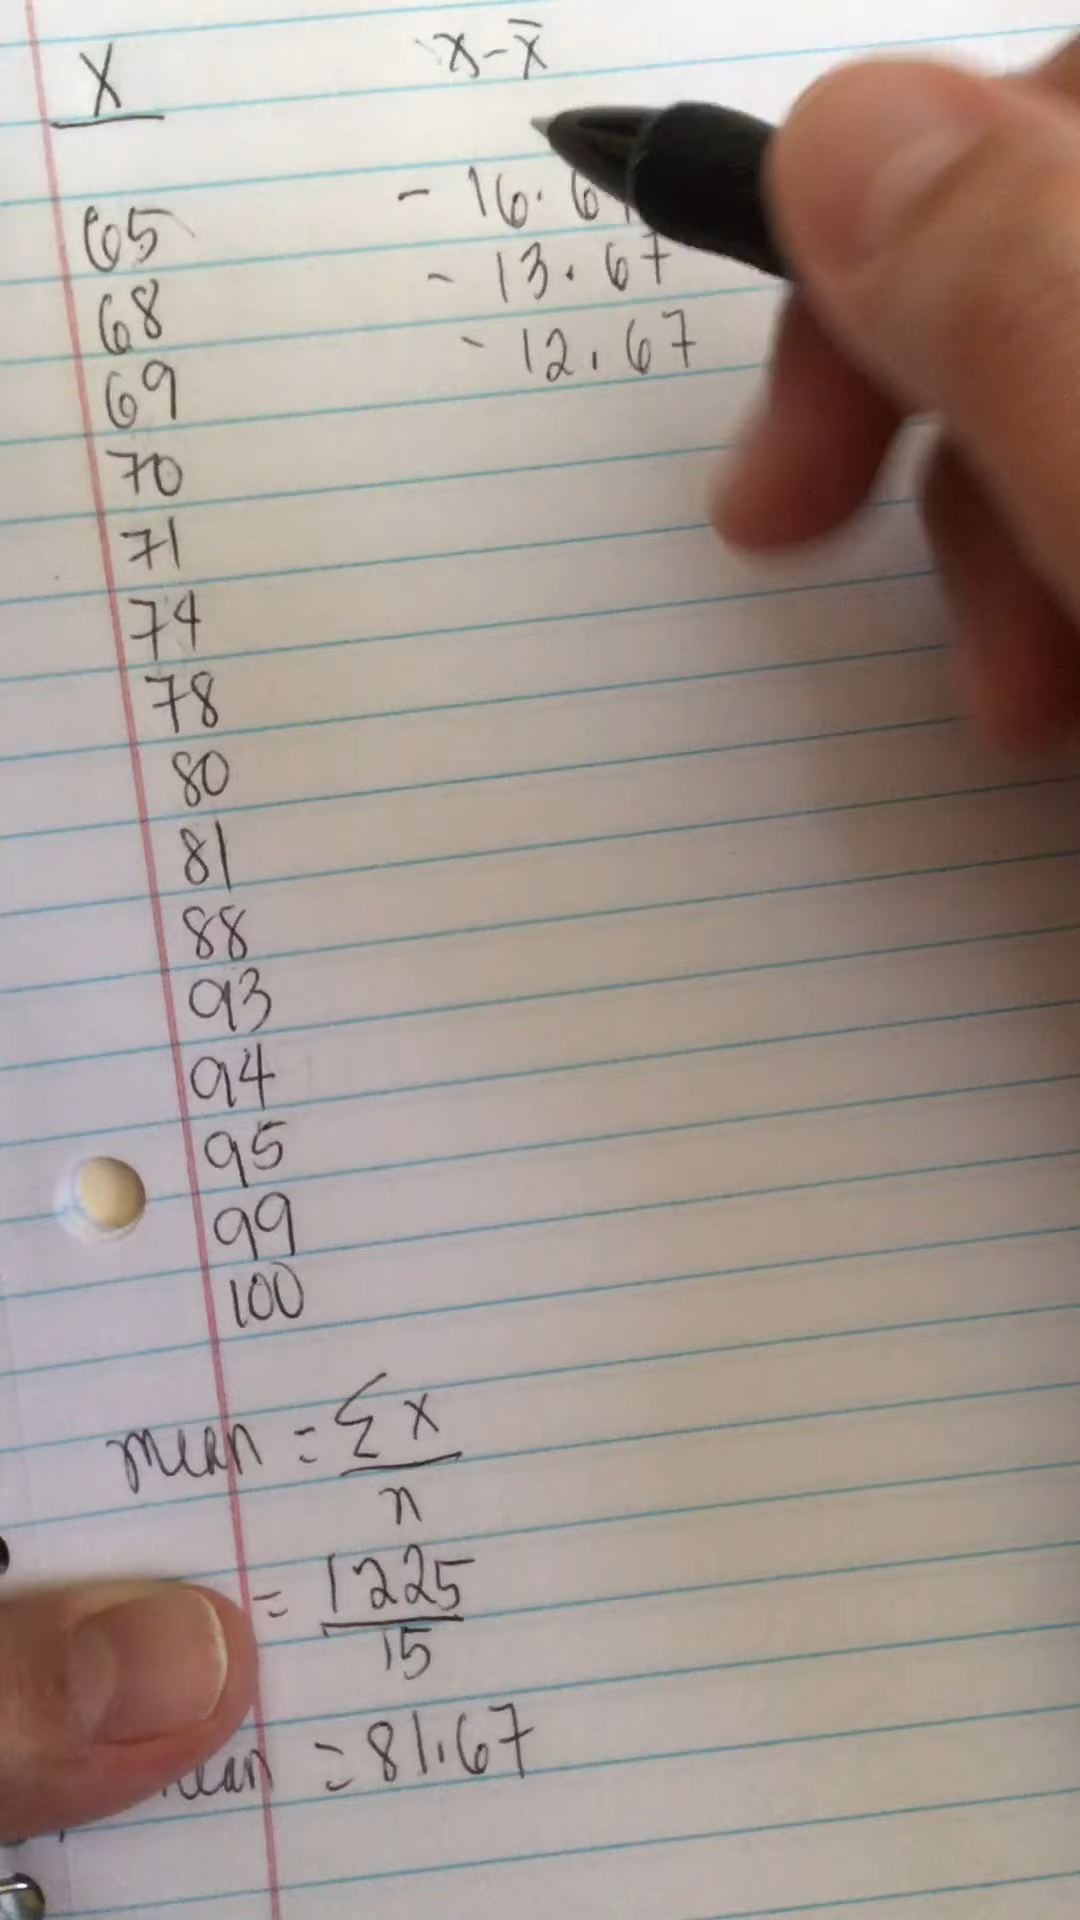 X x-x̄
65 - 16.6
68 - 13.67
69 - 12.67
70
71
74
78
80
81
88
93
94
95
99
100
mean = Σx
n
= 1225
15
= 81.67